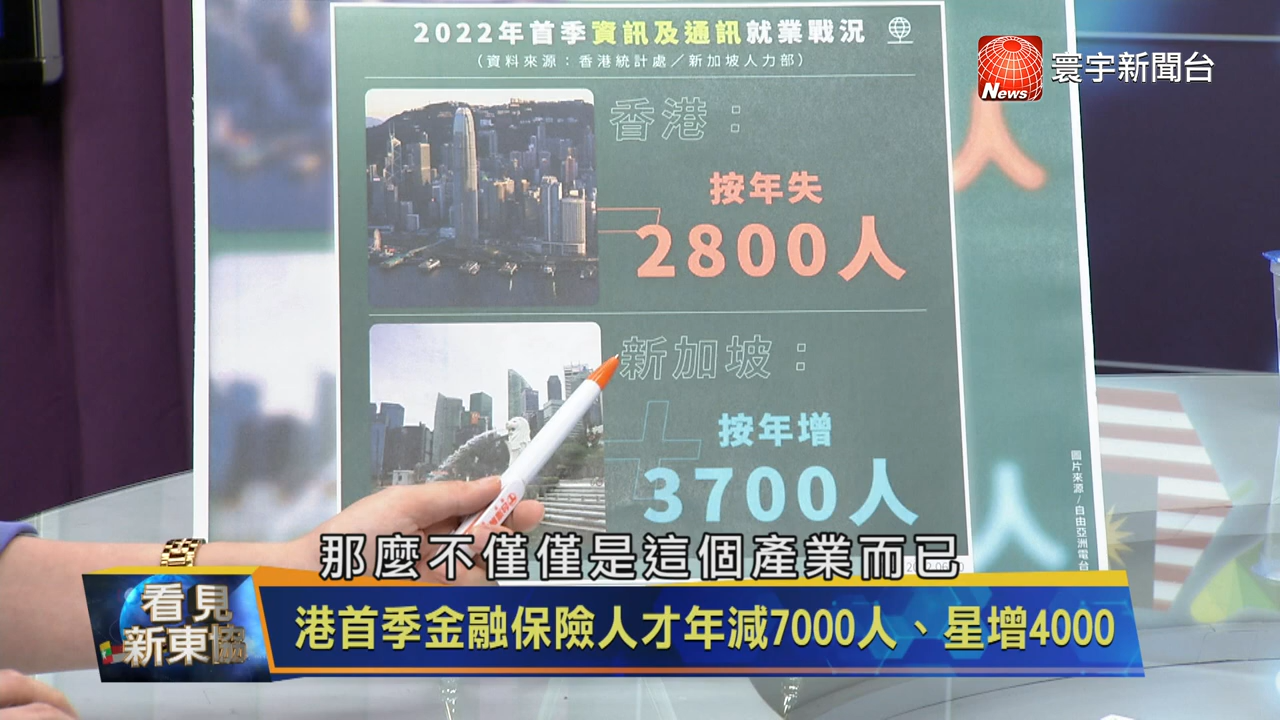 2022年首季資訊及通訊就業戰況
（資料來源：香港統計處／新加坡人力部）
News
寰宇新聞台
香港：
按年失
2800人
人
新加坡：
按年增
3700人
人
圖片來源/自由亞洲電台
那麼不僅僅是這個產業而已
看見
新東協
港首季金融保險人才年減7000人、星增4000